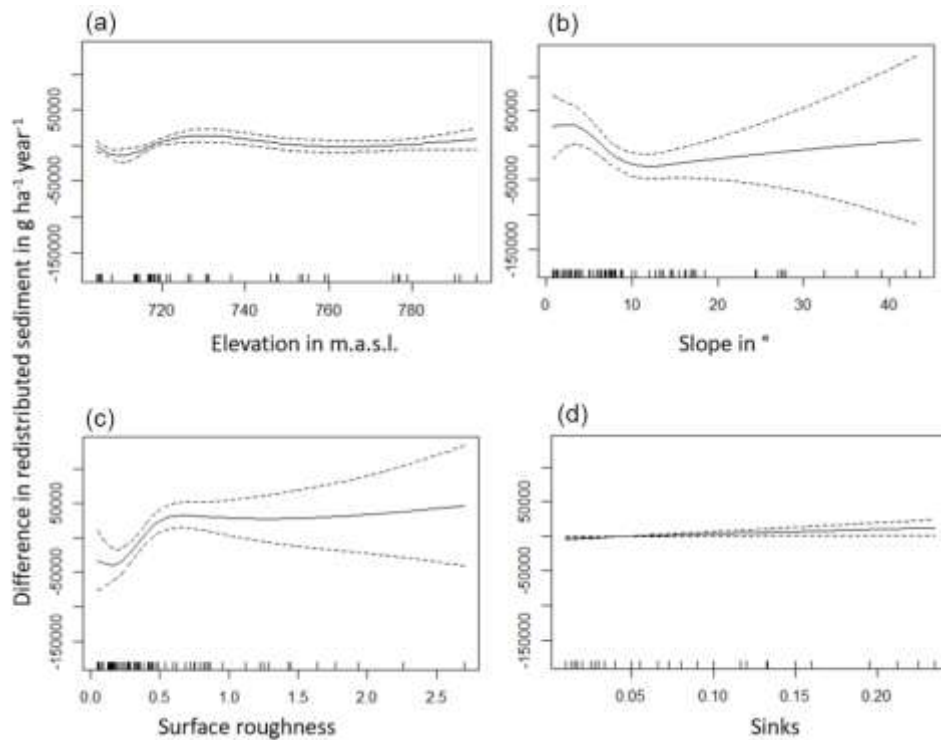 (a)
(b)
Difference in redistributed sediment in g ha⁻¹ year⁻¹
50000
-50000
-150000
720 740 760 780
Elevation in m.a.s.l.
50000
-50000
-150000
0 10 20 30 40
Slope in °
(c)
(d)
50000
-50000
-150000
0.0 0.5 1.0 1.5 2.0 2.5
Surface roughness
50000
-50000
-150000
0.05 0.10 0.15 0.20
Sinks